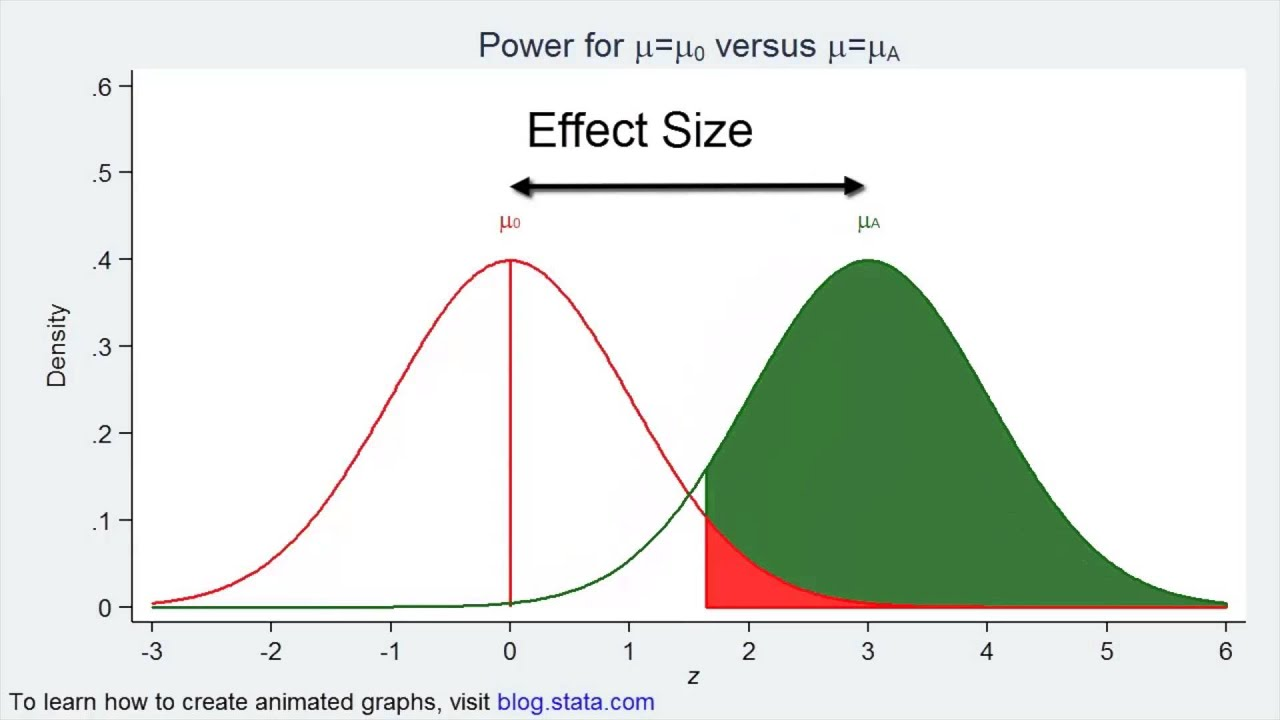 Power for μ=μ₀ versus μ=μA
Effect Size
μ₀ μA
.6
.5
.4
.3
.2
.1
0
Density
-3 -2 -1 0 1 2 3 4 5 6
z
To learn how to create animated graphs, visit blog.stata.com